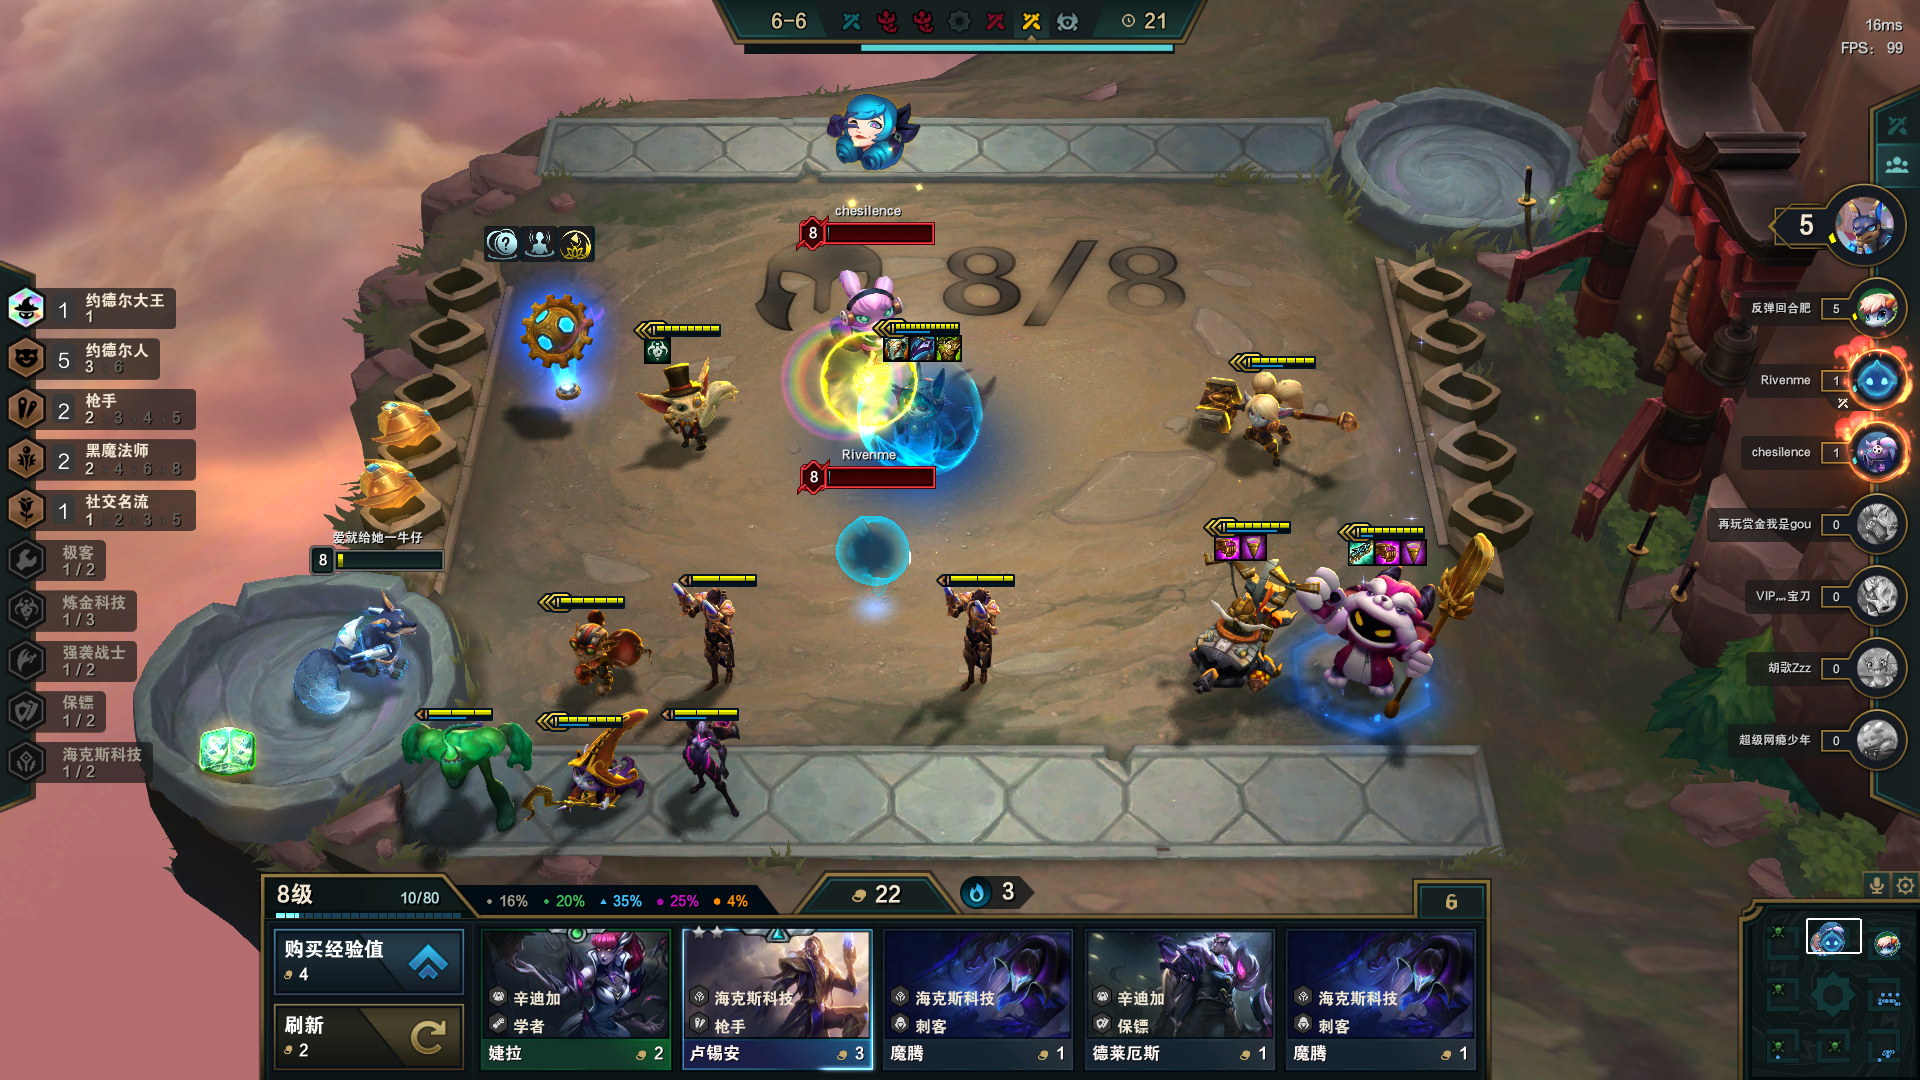 6-6
21
16ms
FPS: 99
chesilence
8
8/8
5
约德尔大王
1
1
反弹回合肥
5
约德尔人
5
3 › 6
Rivenme
1
枪手
2
2 › 3 › 4 › 5
黑魔法师
2
2 › 4 › 6 › 8
Rivenme
8
chesilence
1
社交名流
1
1 › 2 › 3 › 5
再玩赏金我是gou
0
爱就给她一牛仔
8
极客
1 / 2
炼金科技
1 / 3
VIP灬宝刀
0
强袭战士
1 / 2
胡歌Zzz
0
保镖
1 / 2
超级网瘾少年
0
海克斯科技
1 / 2
8级
10/80
16%
20%
35%
25%
4%
22
3
6
购买经验值
4
刷新
2
辛迪加
学者
婕拉
2
海克斯科技
枪手
卢锡安
3
海克斯科技
刺客
魔腾
1
辛迪加
保镖
德莱厄斯
1
海克斯科技
刺客
魔腾
1